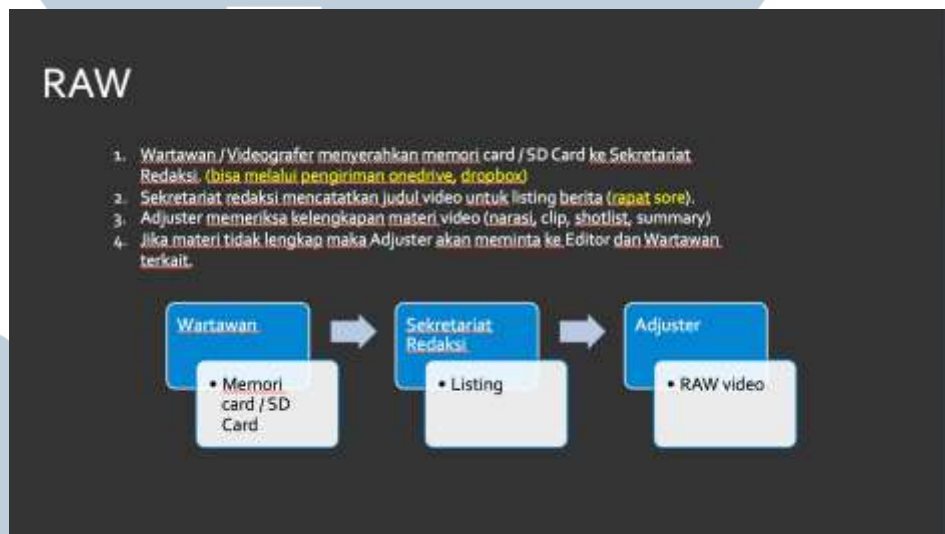 RAW
1. Wartawan / Videografer menyerahkan memori card / SD Card ke Sekretariat
Redaksi. (bisa melalui pengiriman onedrive, dropbox)
2. Sekretariat redaksi mencatatkan judul video untuk listing berita (rapat sore).
3. Adjuster memeriksa kelengkapan materi video (narasi, clip, shotlist, summary)
4. Jika materi tidak lengkap maka Adjuster akan meminta ke Editor dan Wartawan
terkait.
Wartawan
• Memori
card / SD
Card
Sekretariat
Redaksi
• Listing
Adjuster
• RAW video